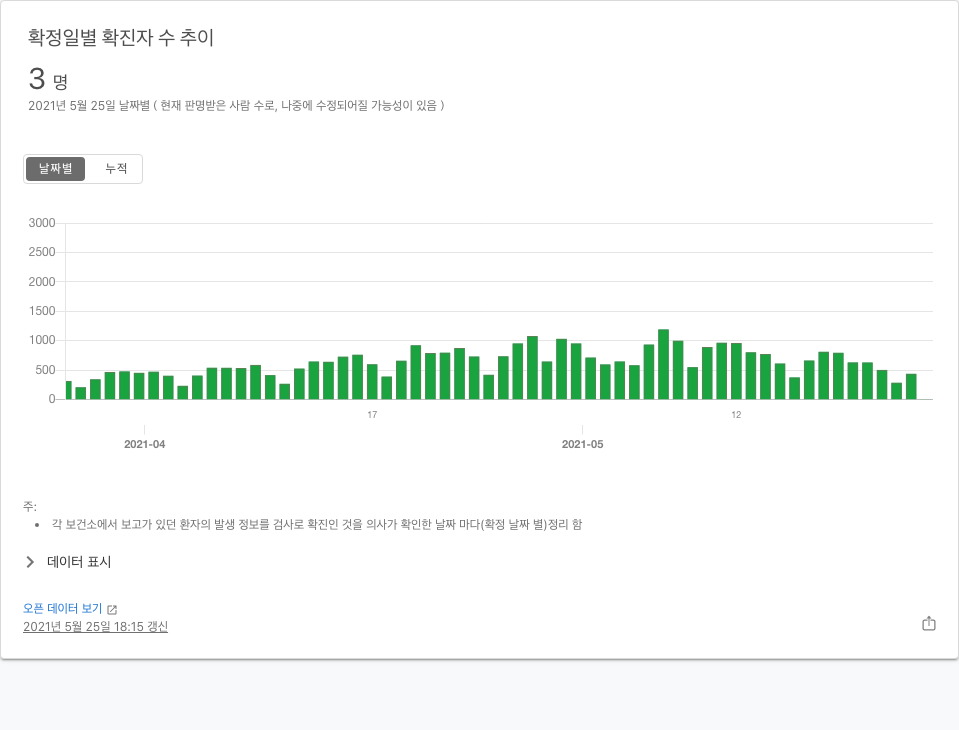 확정일별 확진자 수 추이
3 명
2021년 5월 25일 날짜별 ( 현재 판명받은 사람 수로, 나중에 수정되어질 가능성이 있음 )
날짜별 누적
3000
2500
2000
1500
1000
500
0
17 12
2021-04 2021-05
주:
• 각 보건소에서 보고가 있던 환자의 발생 정보를 검사로 확진인 것을 의사가 확인한 날짜 마다(확정 날짜 별)정리 함
데이터 표시
오픈 데이터 보기
2021년 5월 25일 18:15 갱신